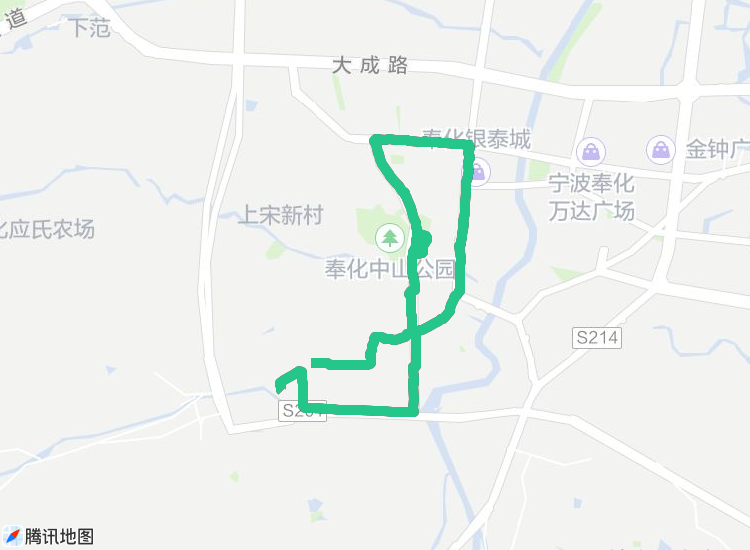 道
下范
大成路
奉化银泰城
金钟广
宁波奉化
万达广场
上宋新村
化应氏农场
奉化中山公园
S214
腾讯地图